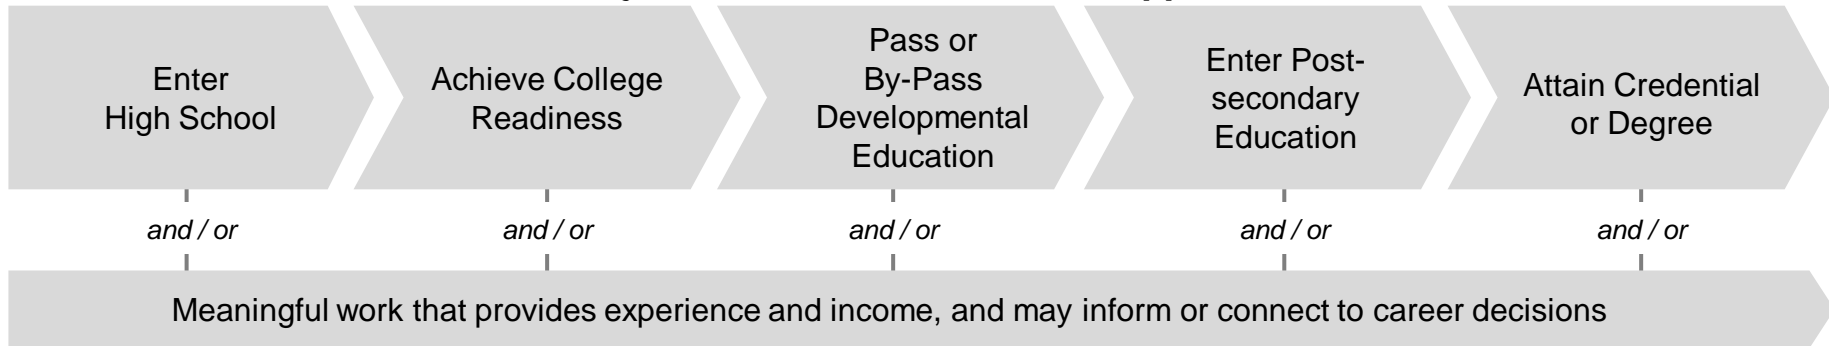 Enter
High School
Achieve College
Readiness
Pass or
By-Pass
Developmental
Education
Enter Post-
secondary
Education
Attain Credential
or Degree
and / or
and / or
and / or
and / or
and / or
Meaningful work that provides experience and income, and may inform or connect to career decisions